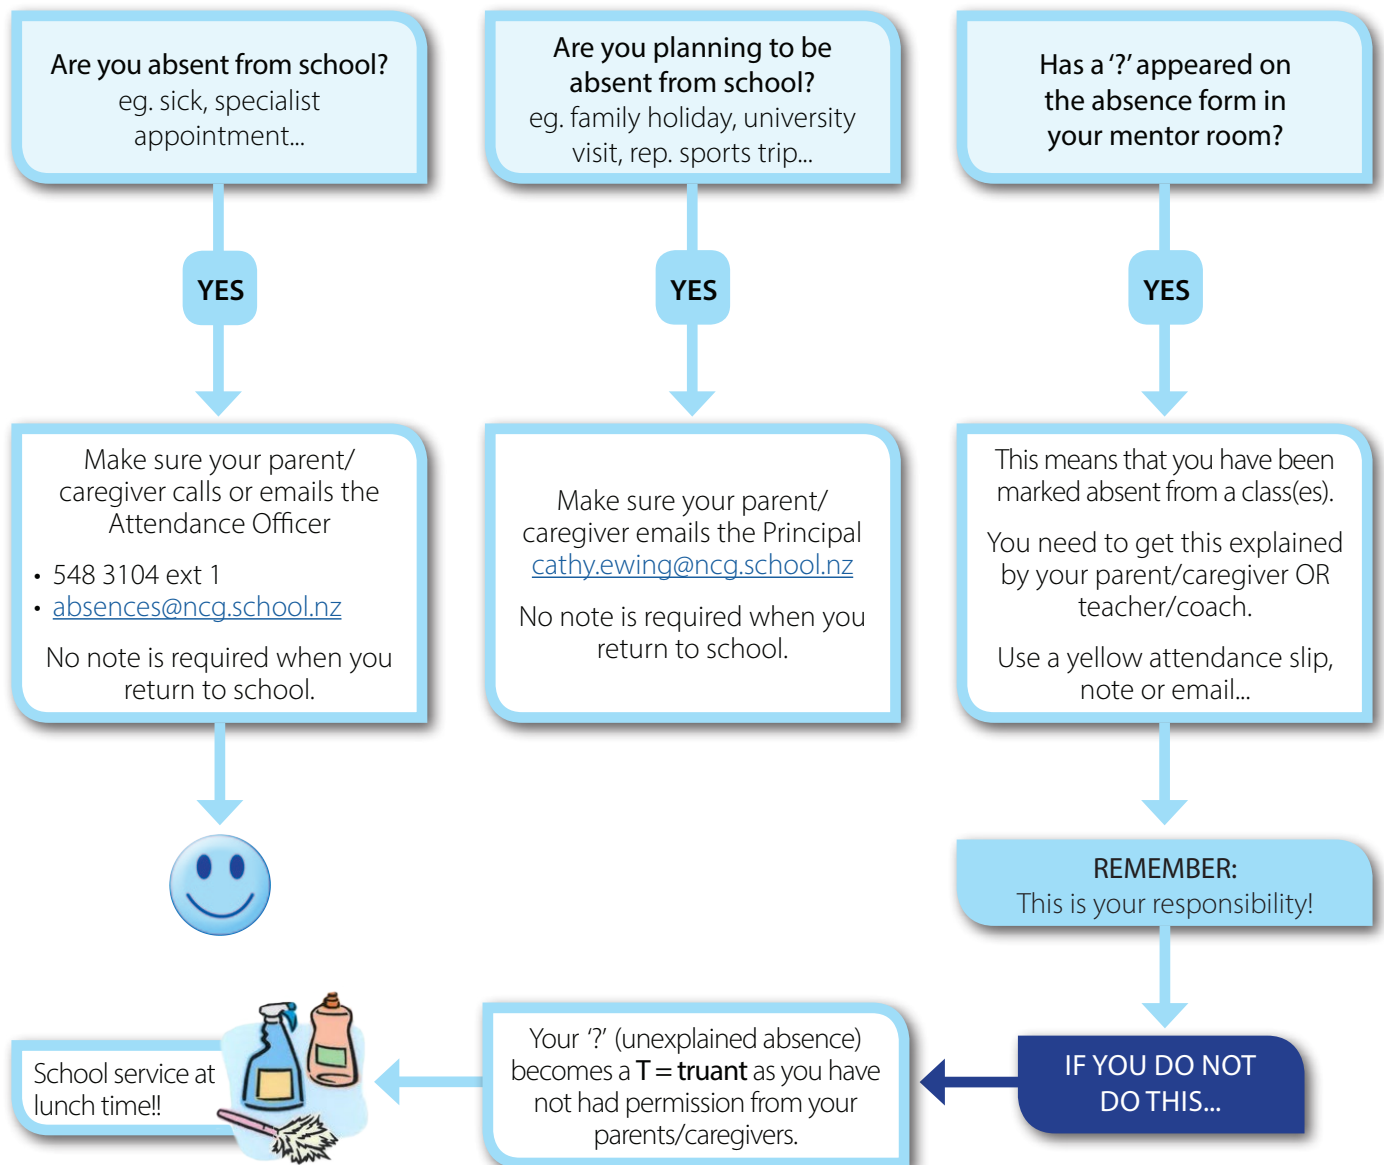 Are you absent from school?
eg. sick, specialist
appointment...
YES
Make sure your parent/
caregiver calls or emails the
Attendance Officer
• 548 3104 ext 1
• absences@ncg.school.nz
No note is required when you
return to school.
Are you planning to be
absent from school?
eg. family holiday, university
visit, rep. sports trip...
YES
Make sure your parent/
caregiver emails the Principal
cathy.ewing@ncg.school.nz
No note is required when you
return to school.
Has a ‘?’ appeared on
the absence form in
your mentor room?
YES
This means that you have been
marked absent from a class(es).
You need to get this explained
by your parent/caregiver OR
teacher/coach.
Use a yellow attendance slip,
note or email...
REMEMBER:
This is your responsibility!
IF YOU DO NOT
DO THIS...
Your ‘?’ (unexplained absence)
becomes a T = truant as you have
not had permission from your
parents/caregivers.
School service at
lunch time!!